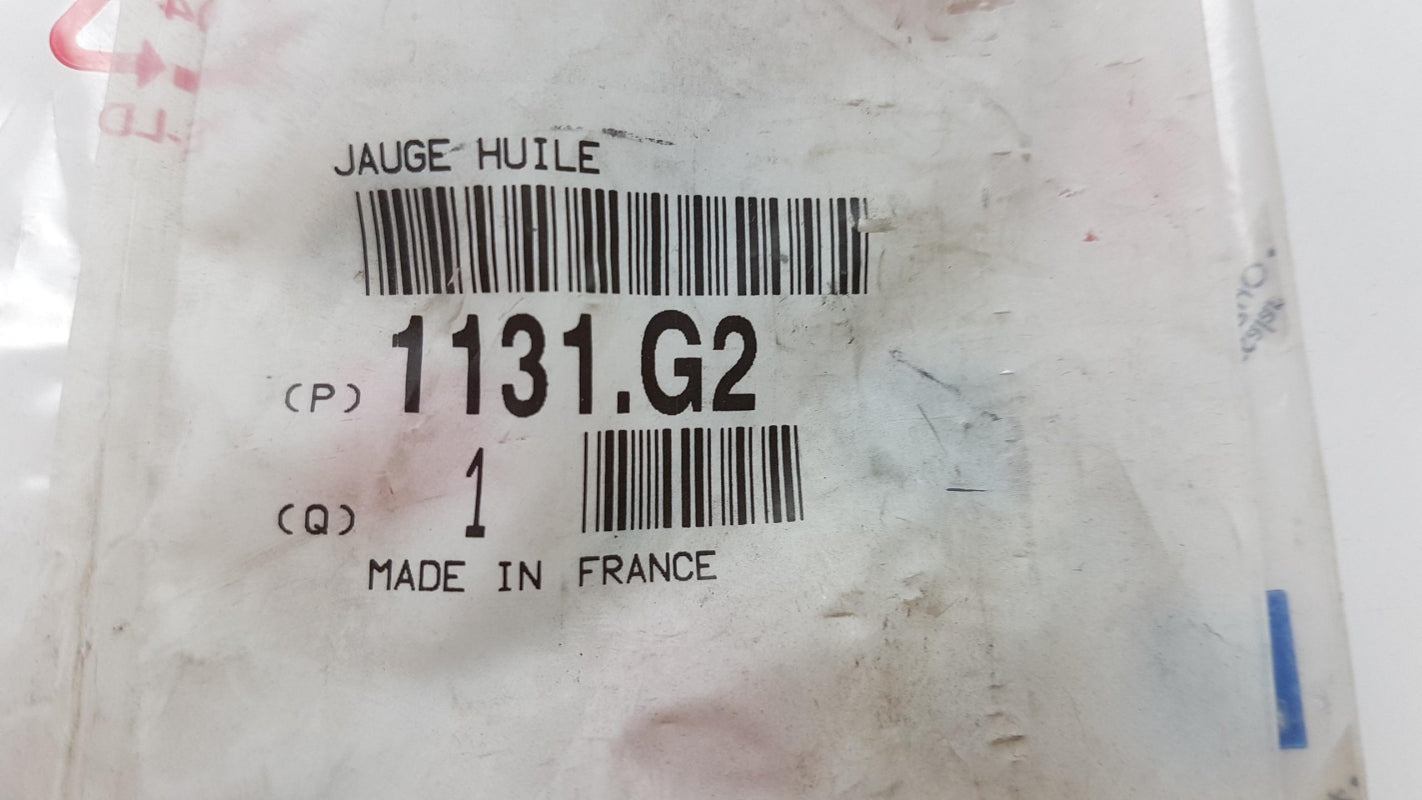 JAUGE HUILE
(P) 1131.G2
(Q) 1
MADE IN FRANCE